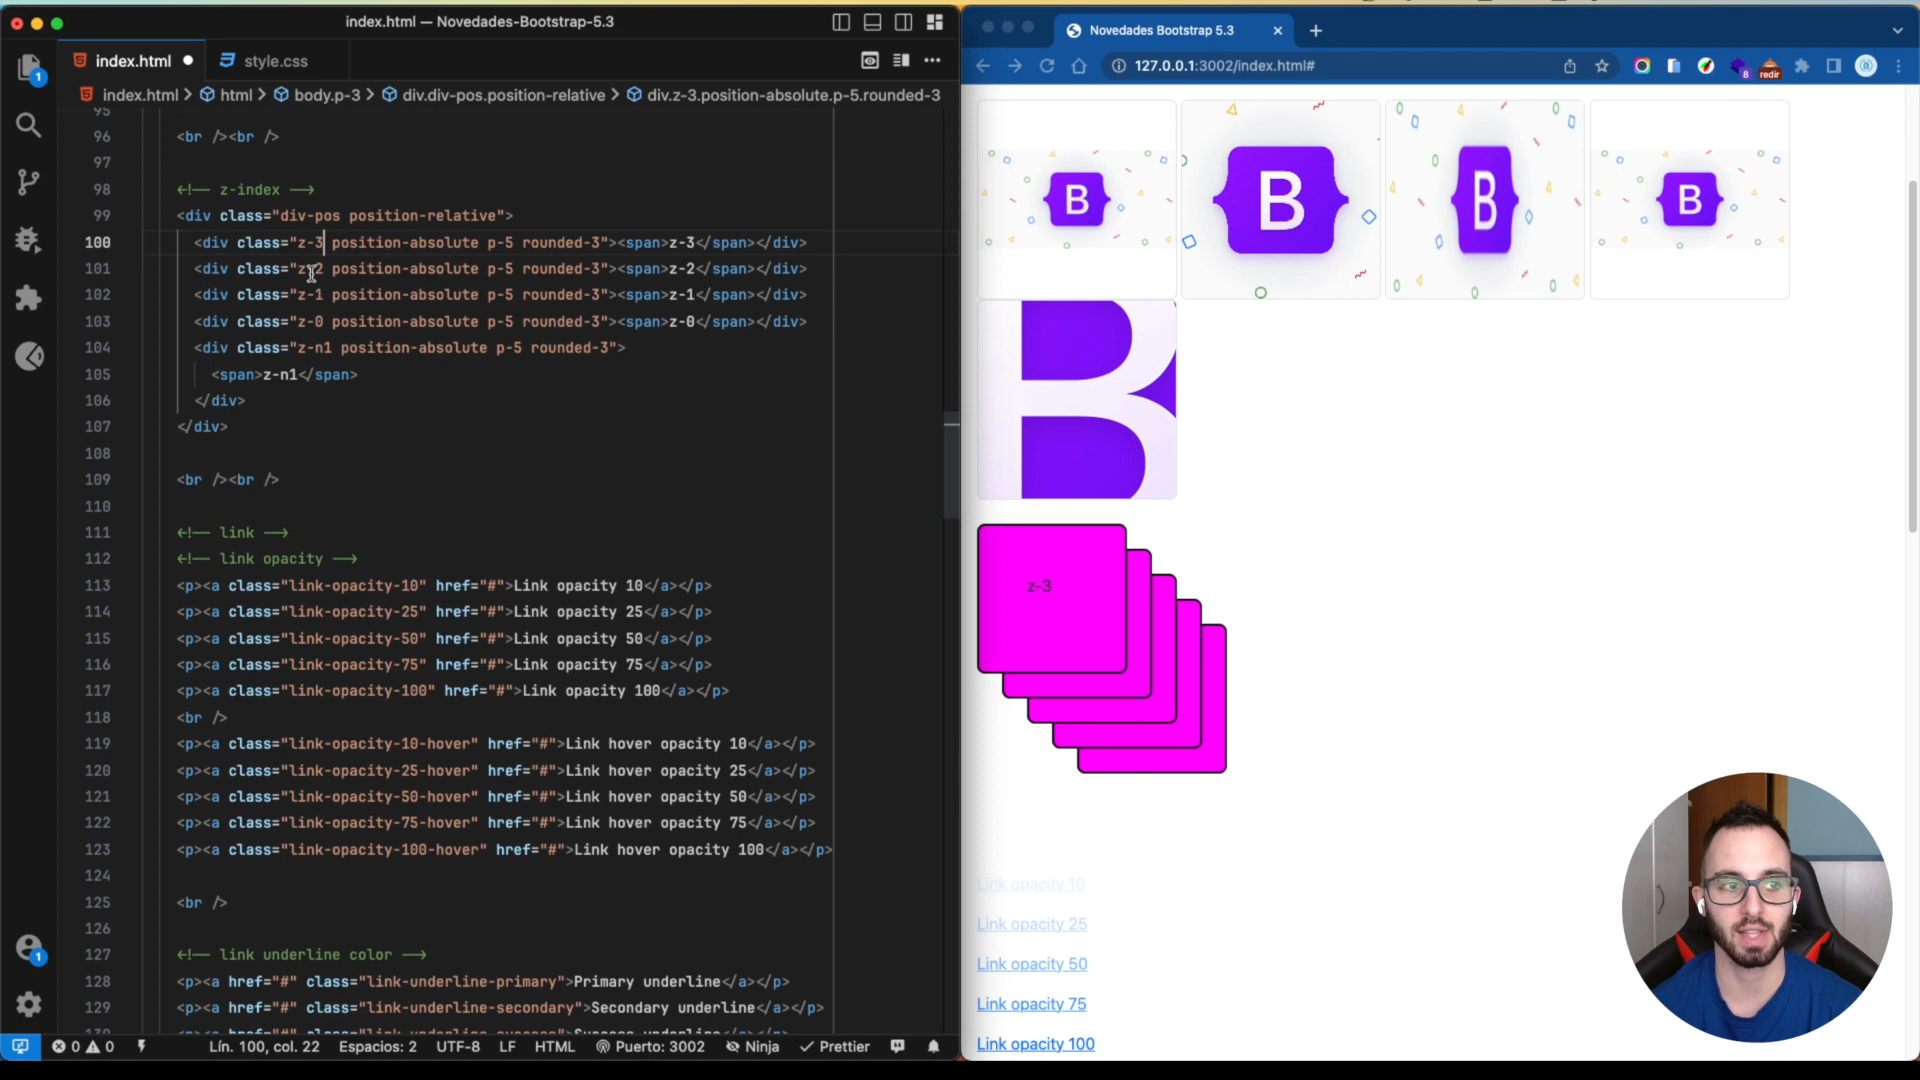 index.html — Novedades-Bootstrap-5.3
index.html
style.css
index.html > html > body.p-3 > div.div-pos.position-relative > div.z-3.position-absolute.p-5.rounded-3
95
96 <br /><br />
97
98 <!-- z-index -->
99 <div class="div-pos position-relative">
100 <div class="z-3 position-absolute p-5 rounded-3"><span>z-3</span></div>
101 <div class="z-2 position-absolute p-5 rounded-3"><span>z-2</span></div>
102 <div class="z-1 position-absolute p-5 rounded-3"><span>z-1</span></div>
103 <div class="z-0 position-absolute p-5 rounded-3"><span>z-0</span></div>
104 <div class="z-n1 position-absolute p-5 rounded-3">
105 <span>z-n1</span>
106 </div>
107 </div>
108
109 <br /><br />
110
111 <!-- link -->
112 <!-- link opacity -->
113 <p><a class="link-opacity-10" href="#">Link opacity 10</a></p>
114 <p><a class="link-opacity-25" href="#">Link opacity 25</a></p>
115 <p><a class="link-opacity-50" href="#">Link opacity 50</a></p>
116 <p><a class="link-opacity-75" href="#">Link opacity 75</a></p>
117 <p><a class="link-opacity-100" href="#">Link opacity 100</a></p>
118 <br />
119 <p><a class="link-opacity-10-hover" href="#">Link hover opacity 10</a></p>
120 <p><a class="link-opacity-25-hover" href="#">Link hover opacity 25</a></p>
121 <p><a class="link-opacity-50-hover" href="#">Link hover opacity 50</a></p>
122 <p><a class="link-opacity-75-hover" href="#">Link hover opacity 75</a></p>
123 <p><a class="link-opacity-100-hover" href="#">Link hover opacity 100</a></p>
124
125 <br />
126
127 <!-- link underline color -->
128 <p><a href="#" class="link-underline-primary">Primary underline</a></p>
129 <p><a href="#" class="link-underline-secondary">Secondary underline</a></p>
1
1
0 0
Lín. 100, col. 22
Espacios: 2
UTF-8
LF
HTML
Puerto: 3002
Ninja
Prettier
Novedades Bootstrap 5.3
127.0.0.1:3002/index.html#
8
redir
B
B
B
B
B
z-3
Link opacity 10
Link opacity 25
Link opacity 50
Link opacity 75
Link opacity 100